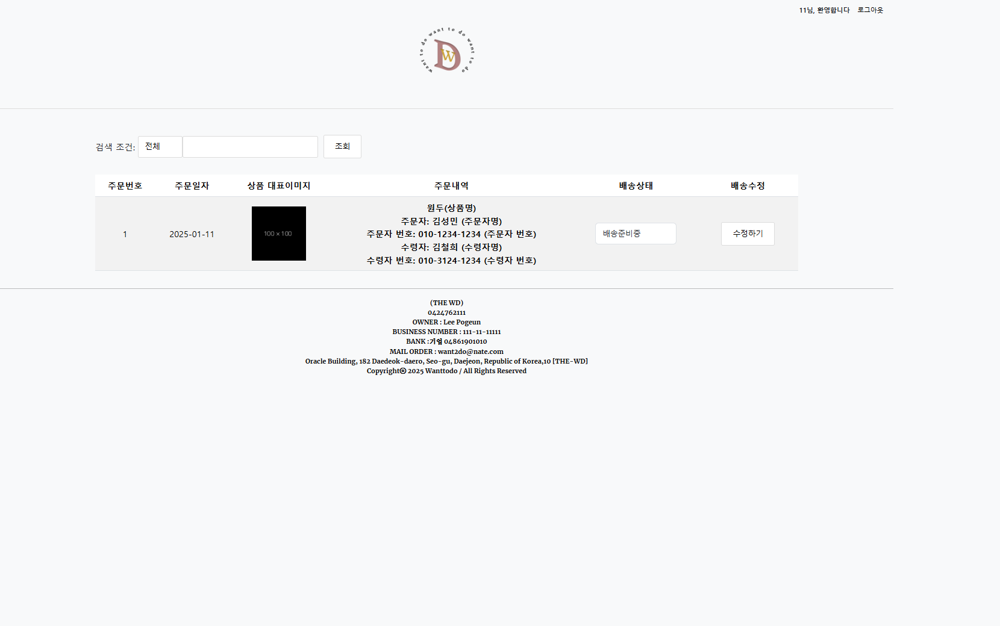 11님, 환영합니다 로그아웃
want to do want to do want to do
D
W
검색 조건: 전체 조회
주문번호 주문일자 상품 대표이미지 주문내역 배송상태 배송수정
원두(상품명)
주문자: 김성민 (주문자명)
1 2025-01-11 100 × 100 주문자 번호: 010-1234-1234 (주문자 번호) 배송준비중 수정하기
수령자: 김철희 (수령자명)
수령자 번호: 010-3124-1234 (수령자 번호)
(THE WD)
0424762111
OWNER : Lee Pogeun
BUSINESS NUMBER : 111-11-11111
BANK :기업 04861901010
MAIL ORDER : want2do@nate.com
Oracle Building, 182 Daedeok-daero, Seo-gu, Daejeon, Republic of Korea,10 [THE-WD]
Copyrightⓒ 2025 Wanttodo / All Rights Reserved